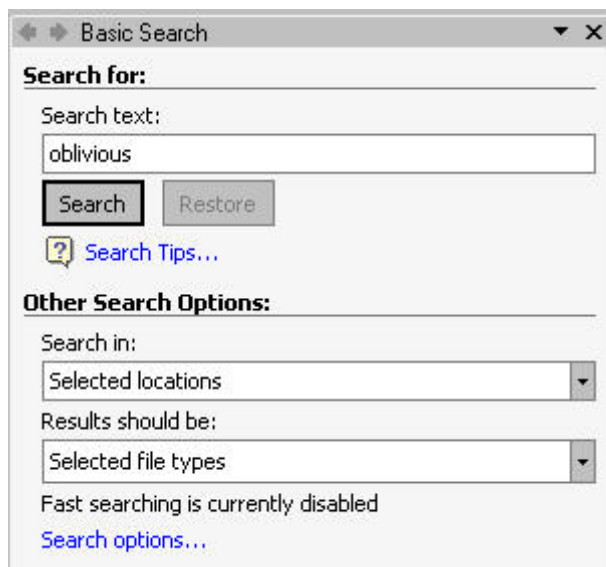 Basic Search
Search for:
Search text:
oblivious
Search Restore
Search Tips...
Other Search Options:
Search in:
Selected locations
Results should be:
Selected file types
Fast searching is currently disabled
Search options...